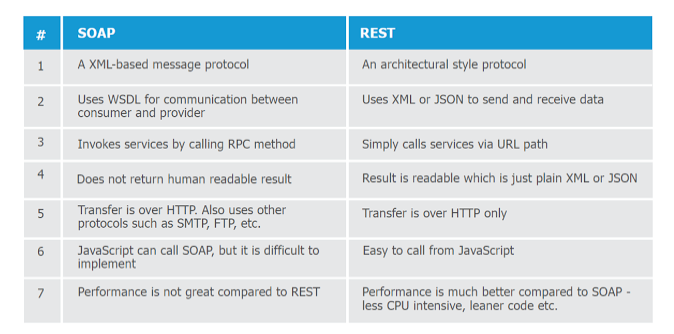 # SOAP REST
1 A XML-based message protocol An architectural style protocol
2 Uses WSDL for communication between Uses XML or JSON to send and receive data
consumer and provider
3 Invokes services by calling RPC method Simply calls services via URL path
4 Does not return human readable result Result is readable which is just plain XML or JSON
5 Transfer is over HTTP. Also uses other Transfer is over HTTP only
protocols such as SMTP, FTP, etc.
6 JavaScript can call SOAP, but it is difficult to Easy to call from JavaScript
implement
7 Performance is not great compared to REST Performance is much better compared to SOAP -
less CPU intensive, leaner code etc.